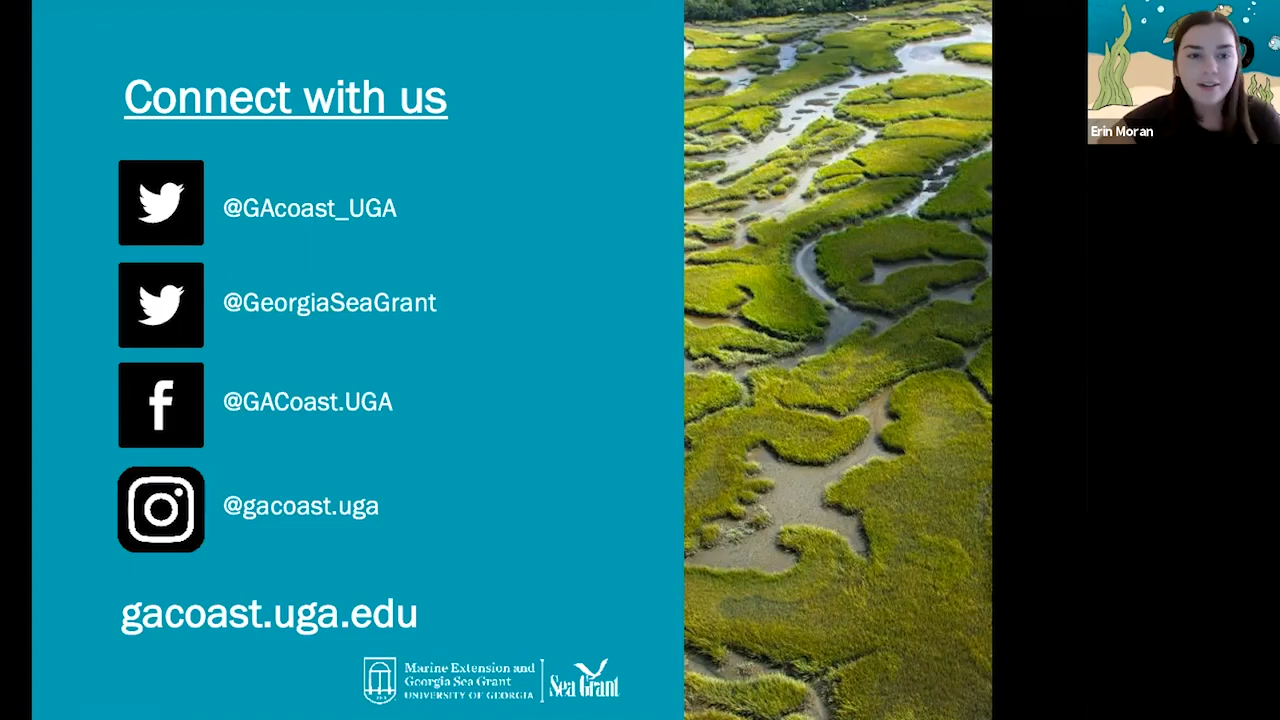 Connect with us
@GAcoast_UGA
@GeorgiaSeaGrant
@GACoast.UGA
@gacoast.uga
gacoast.uga.edu
Marine Extension and
Georgia Sea Grant
UNIVERSITY OF GEORGIA
Sea Grant
Erin Moran